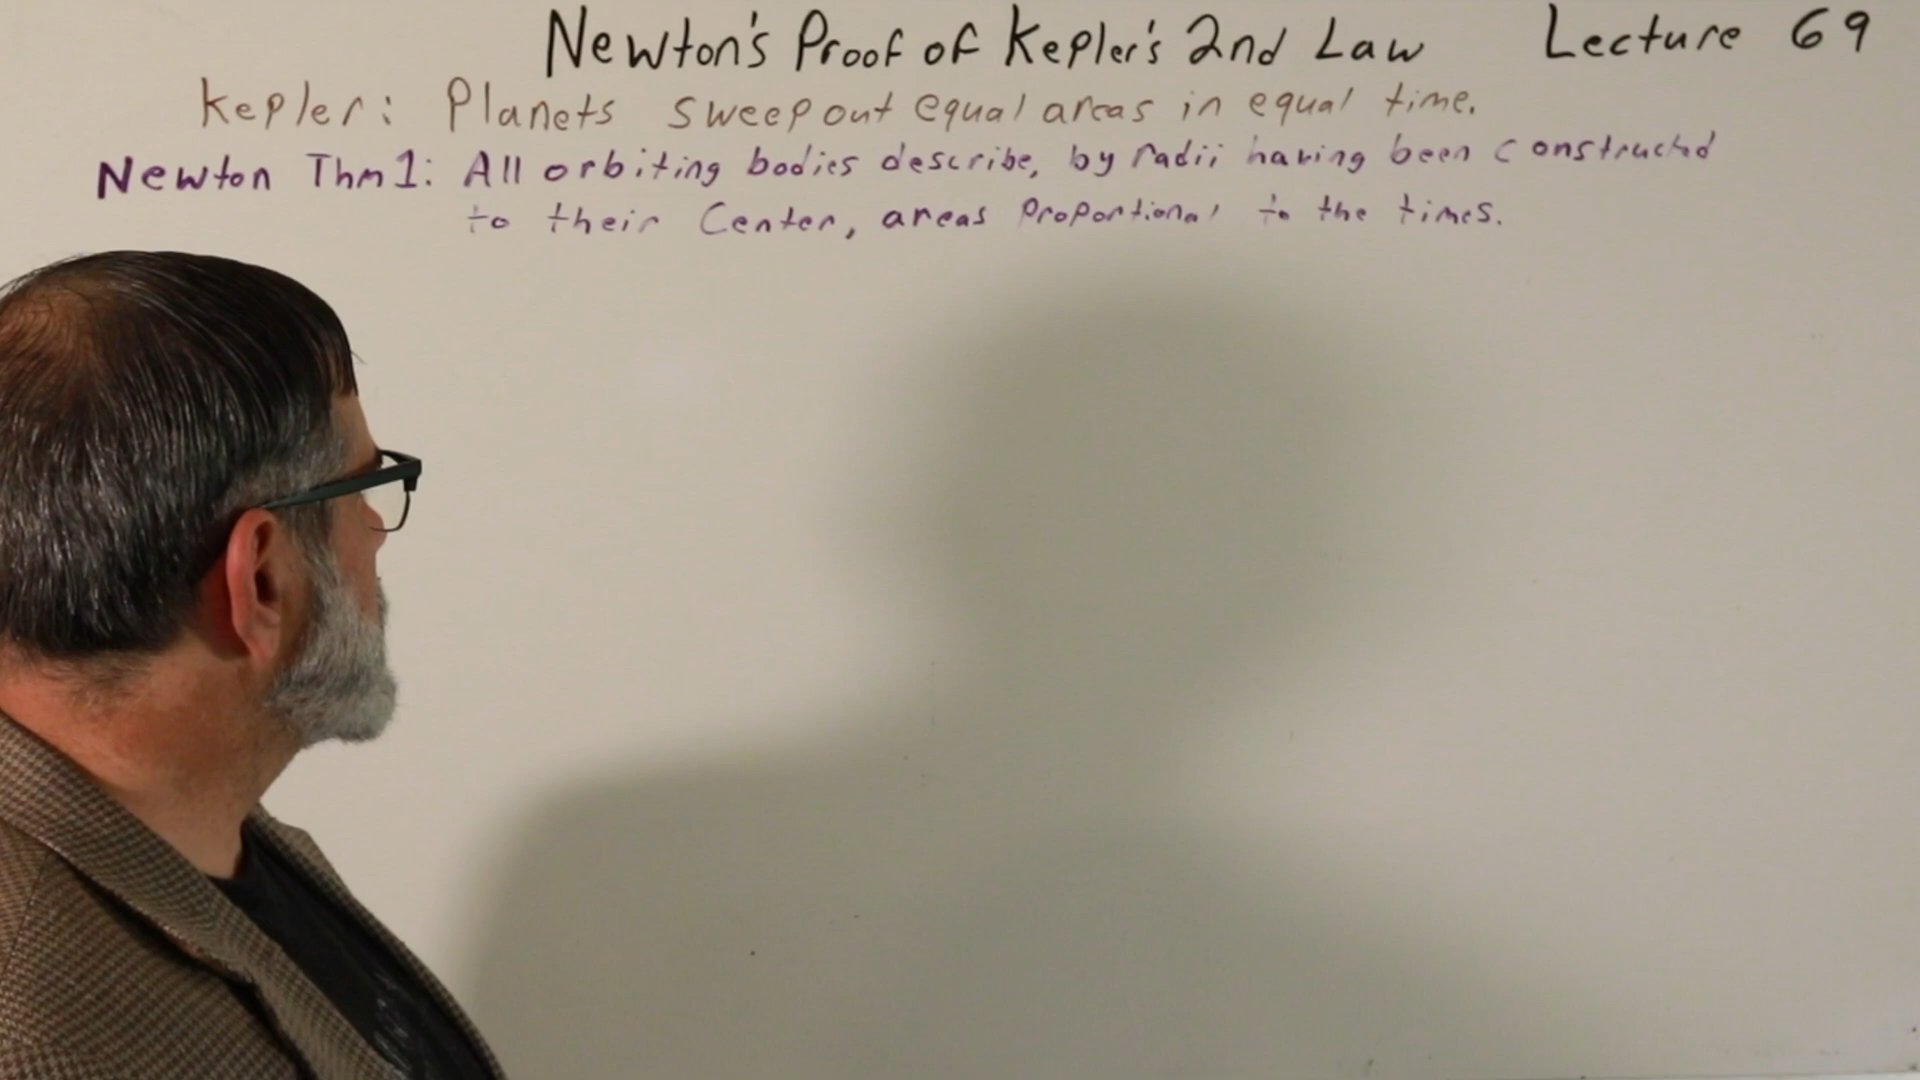 Newton's Proof of Kepler's 2nd Law Lecture 69
Kepler: Planets sweep out equal areas in equal time.
Newton Thm 1: All orbiting bodies describe, by radii having been constructed
to their Center, areas proportional to the times.